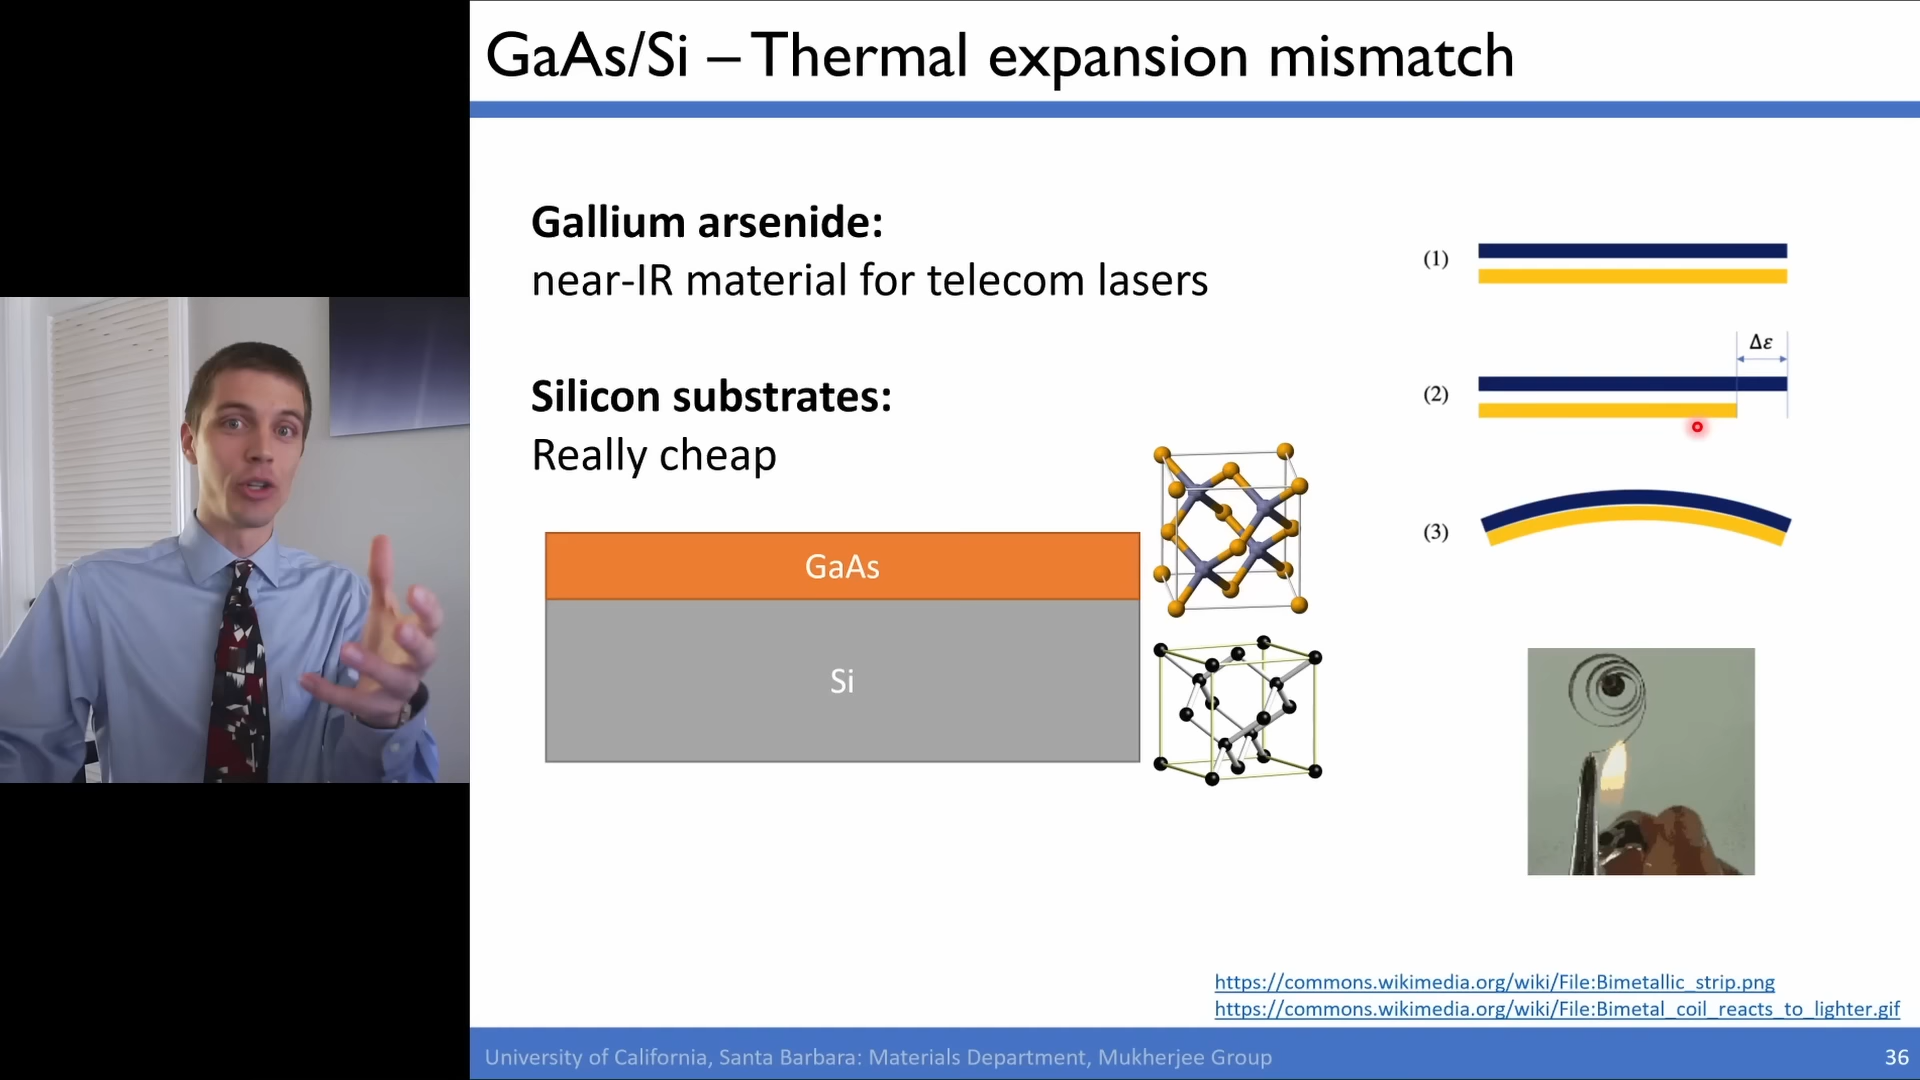 GaAs/Si – Thermal expansion mismatch
Gallium arsenide:
near-IR material for telecom lasers
Silicon substrates:
Really cheap
GaAs
Si
(1)
Δε
(2)
(3)
https://commons.wikimedia.org/wiki/File:Bimetallic_strip.png
https://commons.wikimedia.org/wiki/File:Bimetal_coil_reacts_to_lighter.gif
University of California, Santa Barbara: Materials Department, Mukherjee Group
36